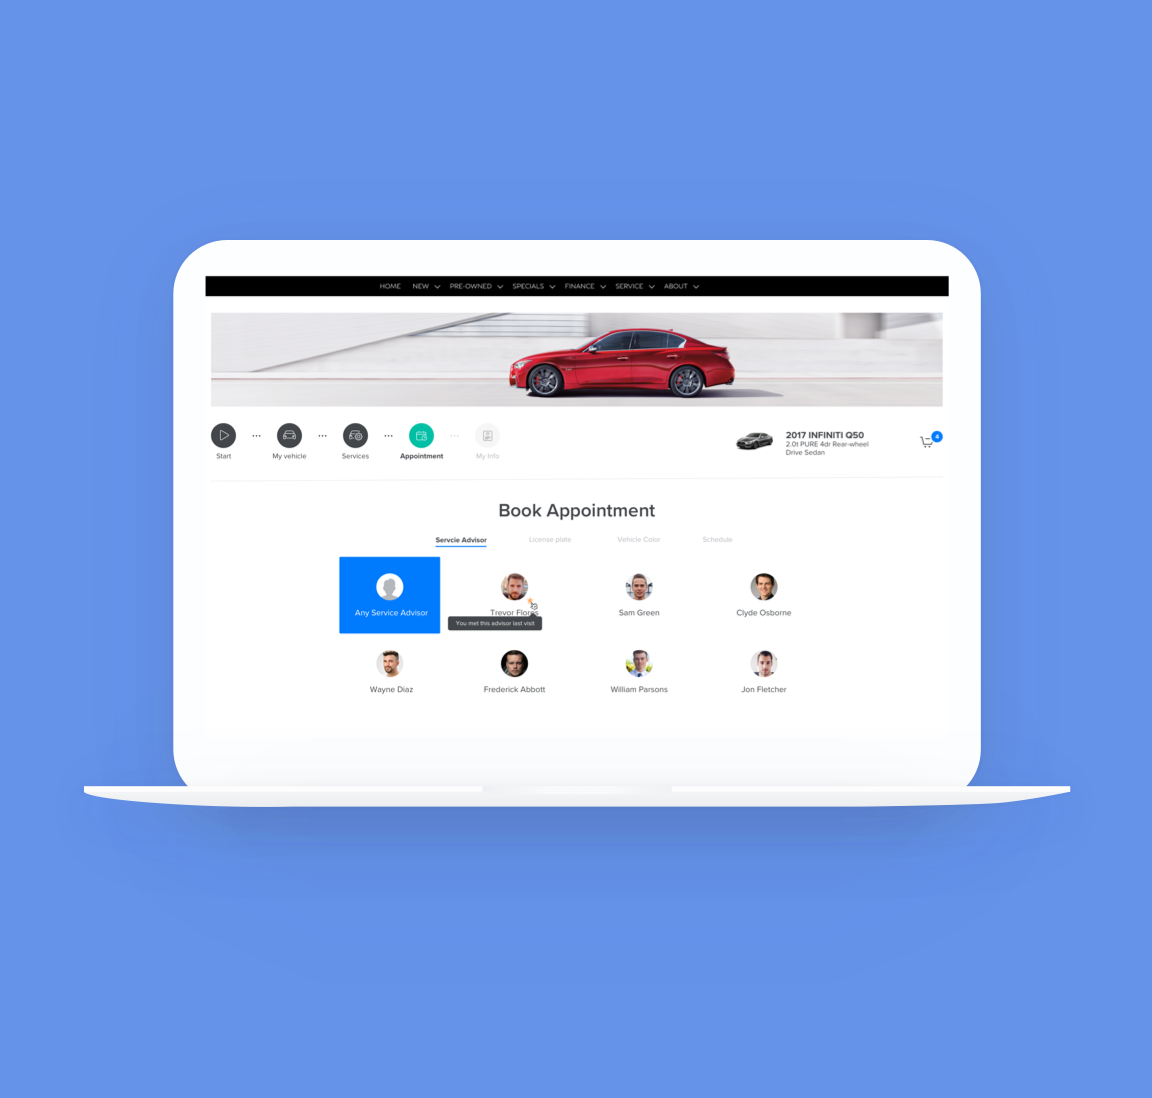 HOME NEW PRE-OWNED SPECIALS FINANCE SERVICE ABOUT
Start My vehicle Services Appointment My Info
2017 INFINITI Q50
2.0t PURE 4dr Rear-wheel
Drive Sedan
4
Book Appointment
Servcie Advisor License plate Vehicle Color Schedule
Any Service Advisor Trevor Flores Sam Green Clyde Osborne
You met this advisor last visit
Wayne Diaz Frederick Abbott William Parsons Jon Fletcher